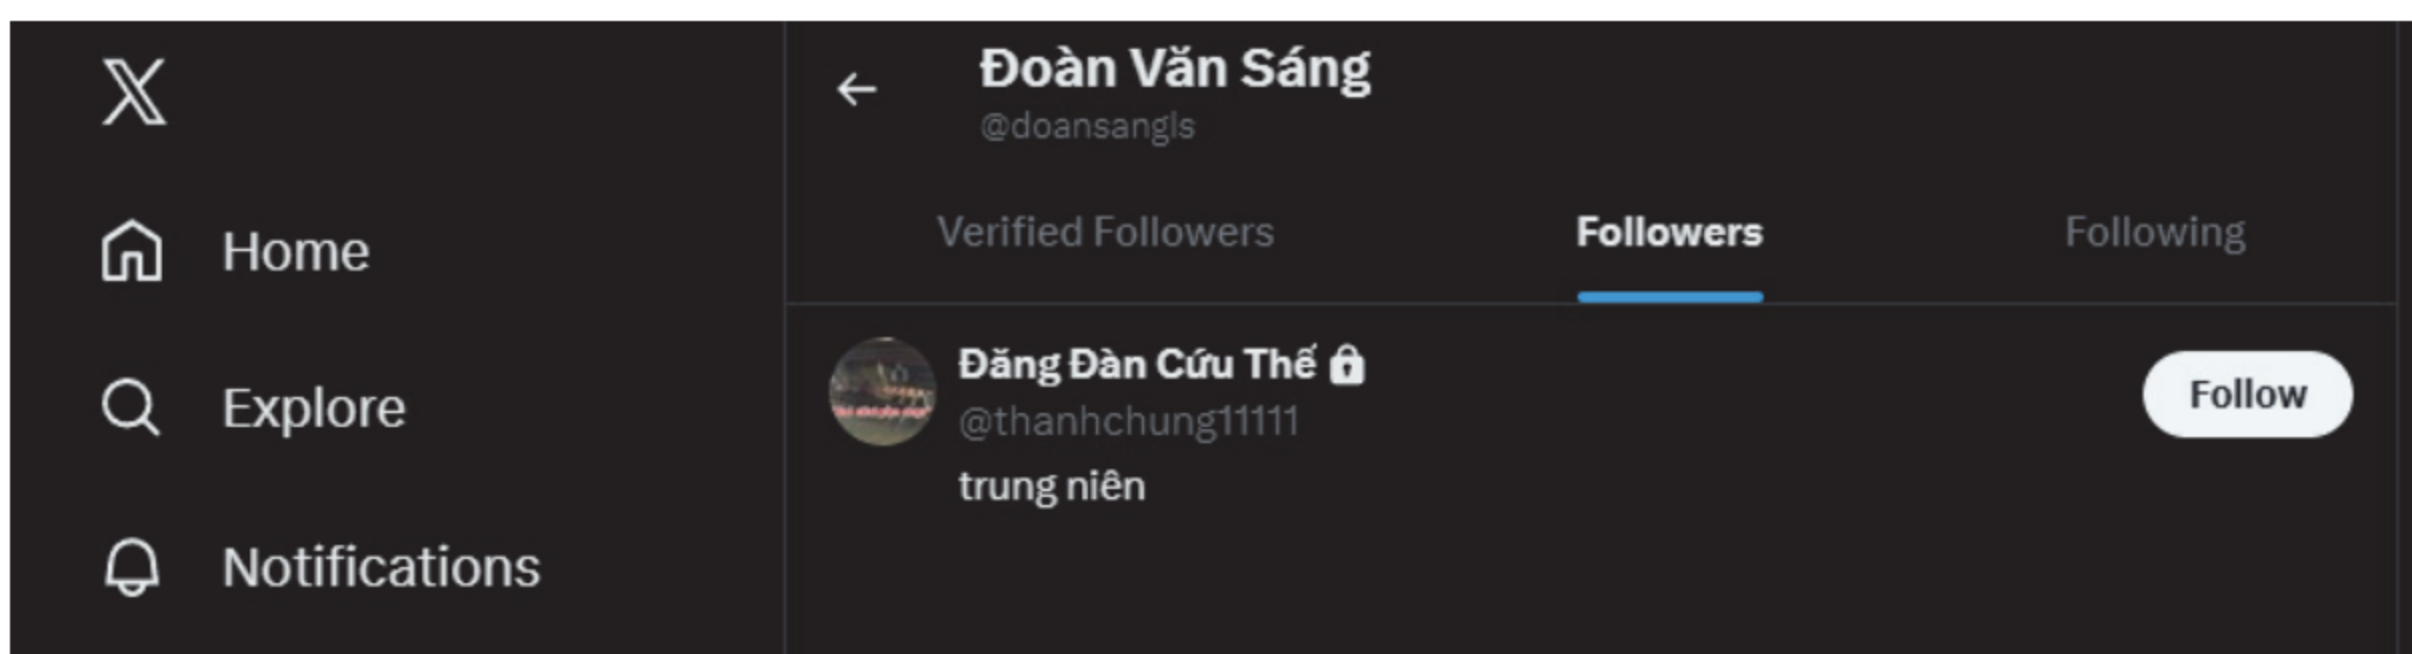 Home
Explore
Notifications
Đoàn Văn Sáng
@doansangls
Verified Followers
Followers
Following
Đăng Đàn Cứu Thế
@thanhchung11111
trung niên
Follow